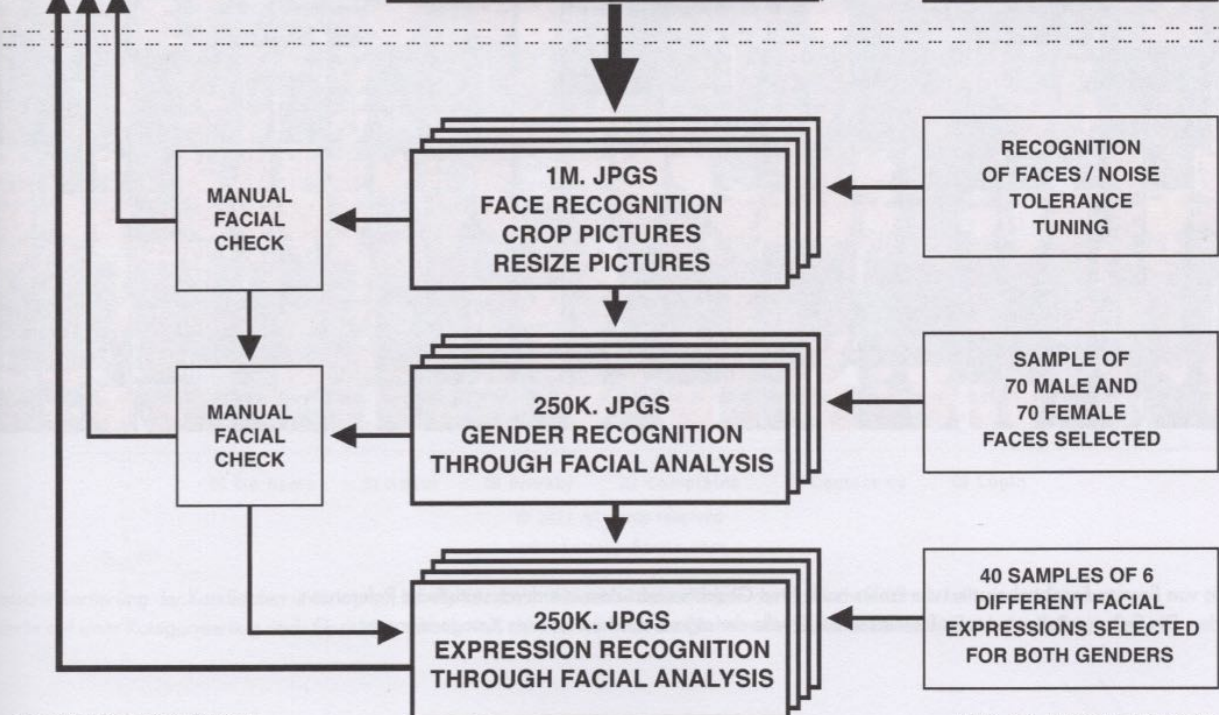 MANUAL
FACIAL
CHECK
1M. JPGS
FACE RECOGNITION
CROP PICTURES
RESIZE PICTURES
RECOGNITION
OF FACES / NOISE
TOLERANCE
TUNING
MANUAL
FACIAL
CHECK
250K. JPGS
GENDER RECOGNITION
THROUGH FACIAL ANALYSIS
SAMPLE OF
70 MALE AND
70 FEMALE
FACES SELECTED
250K. JPGS
EXPRESSION RECOGNITION
THROUGH FACIAL ANALYSIS
40 SAMPLES OF 6
DIFFERENT FACIAL
EXPRESSIONS SELECTED
FOR BOTH GENDERS